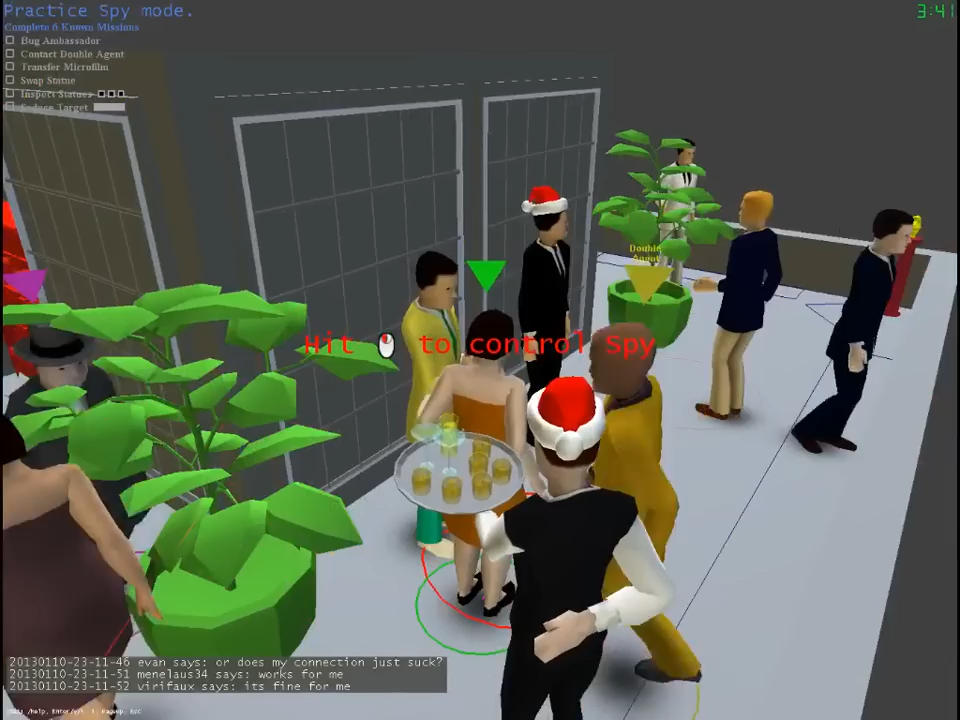 Practice Spy mode.
3:41
Complete 6 Known Missions
Bug Ambassador
Contact Double Agent
Transfer Microfilm
Swap Statue
Inspect Statues
Seduce Target
Double
Agent
Hit to control Spy
20130110-23-11-46 evan says: or does my connection just suck?
20130110-23-11-51 menelaus34 says: works for me
20130110-23-11-52 virifaux says: its fine for me